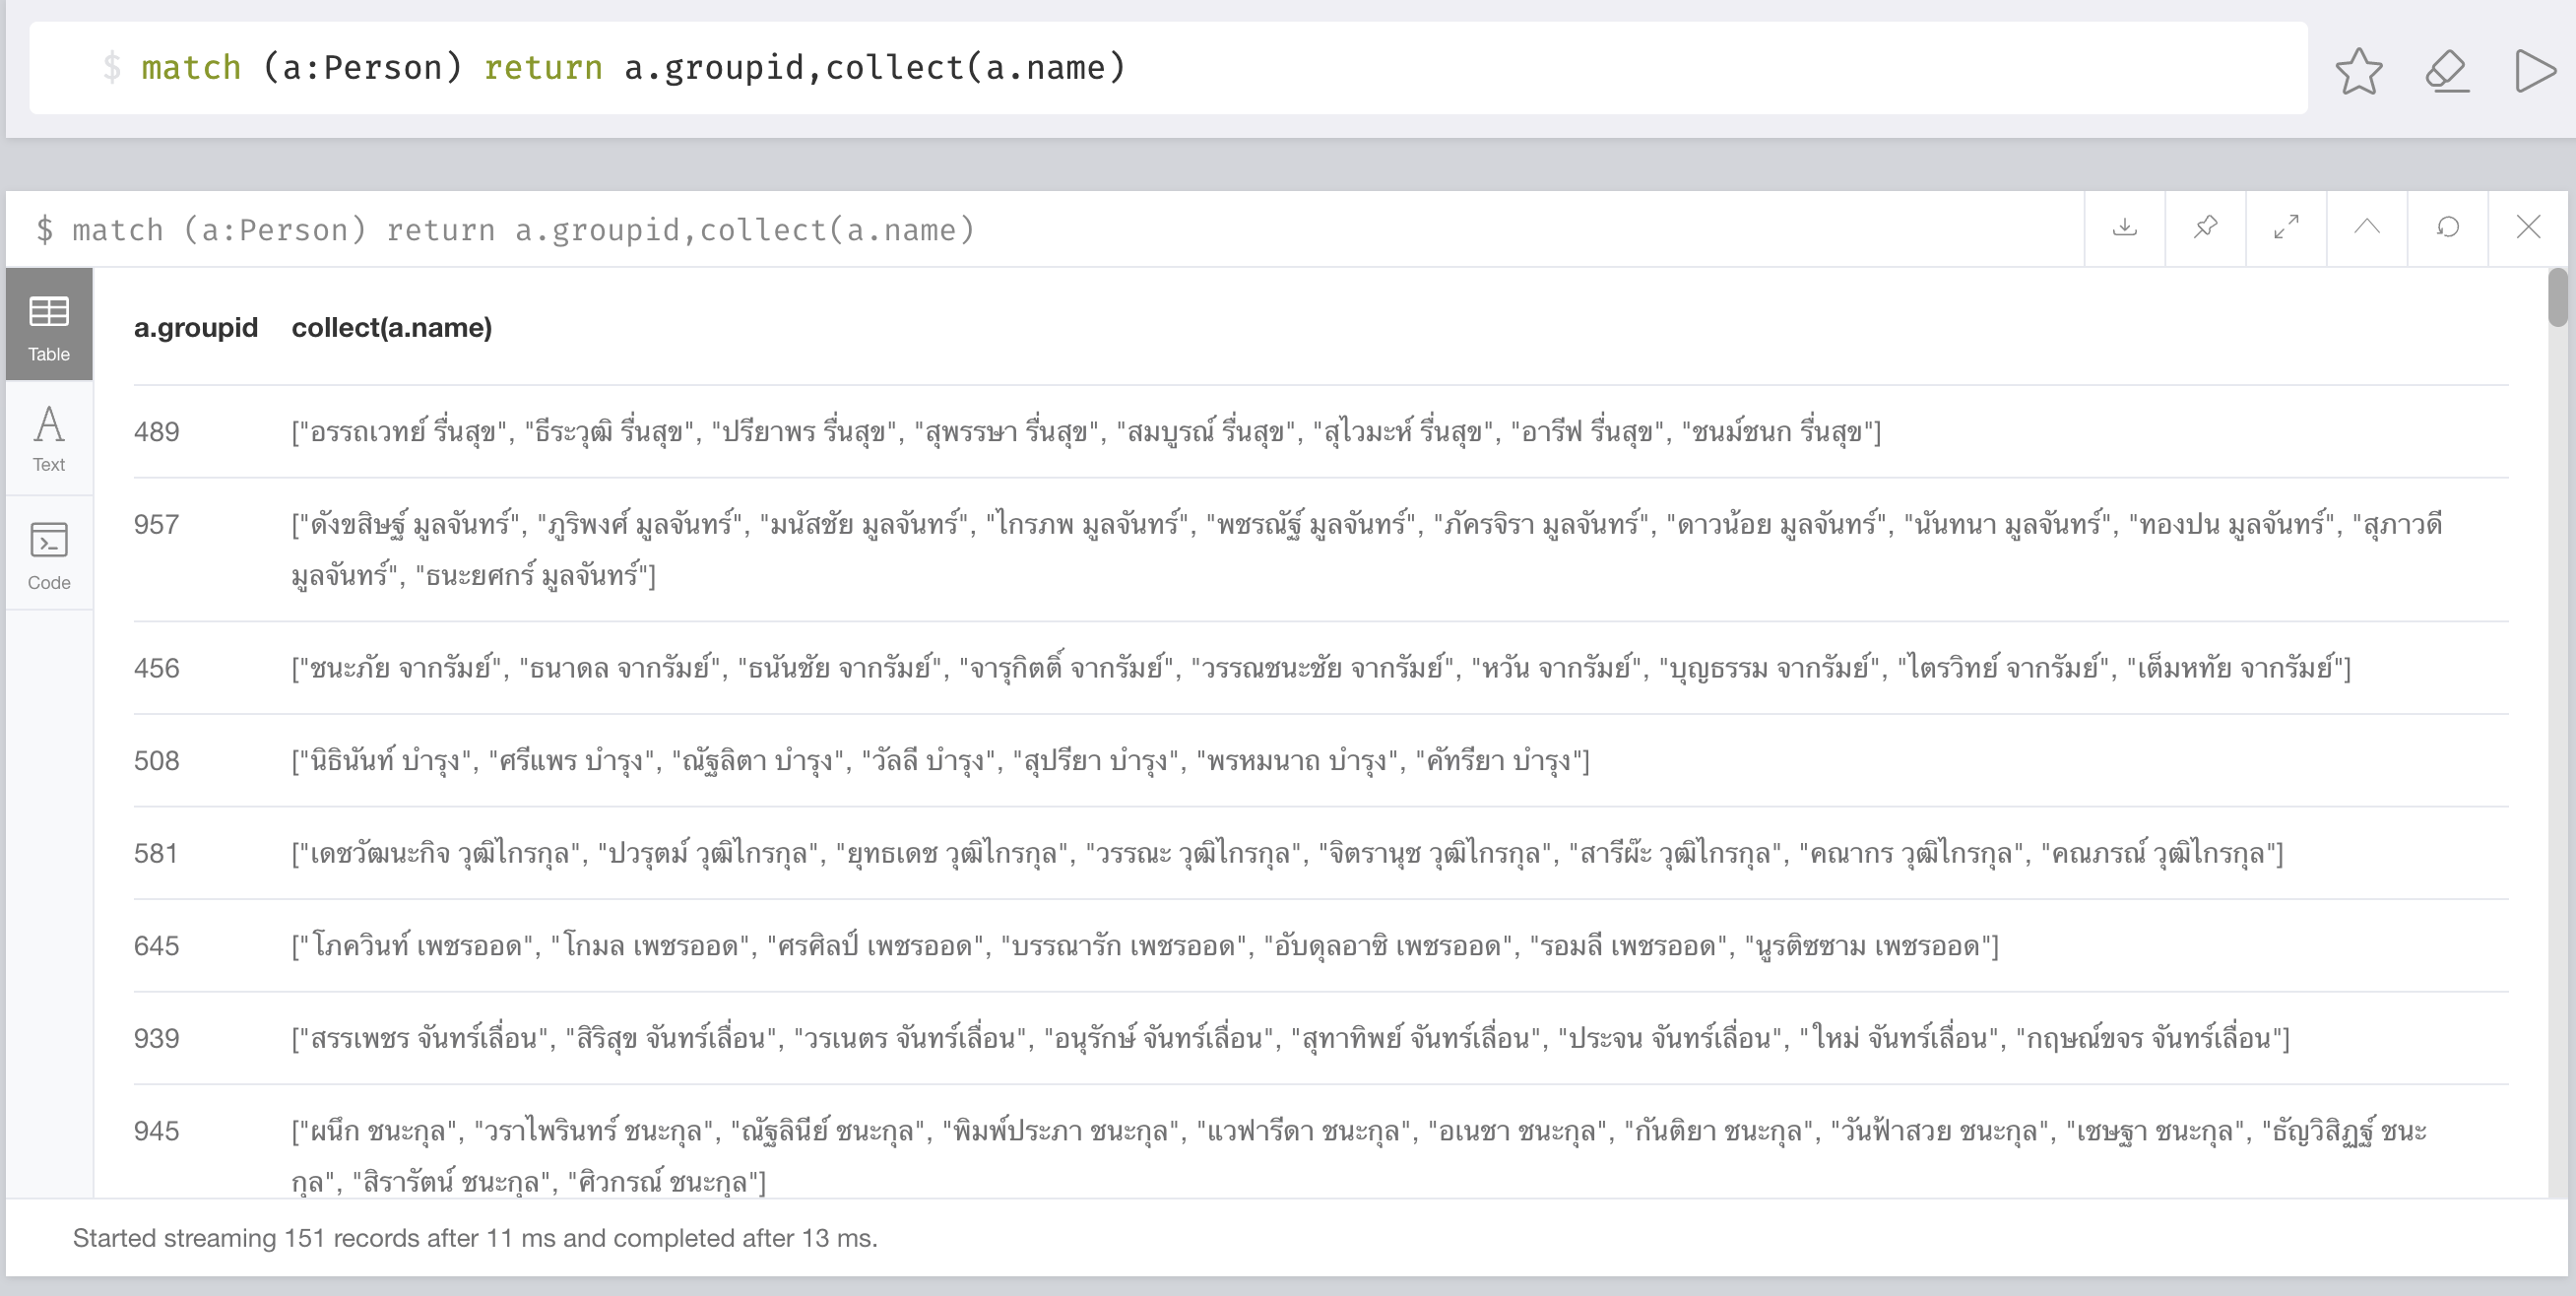 $ match (a:Person) return a.groupid,collect(a.name)
$ match (a:Person) return a.groupid,collect(a.name)
Table
Text
Code
a.groupid collect(a.name)
489 ["อรรถเวทย์ รื่นสุข", "ธีระวุฒิ รื่นสุข", "ปรียาพร รื่นสุข", "สุพรรษา รื่นสุข", "สมบูรณ์ รื่นสุข", "สุไวมะห์ รื่นสุข", "อารีฟ รื่นสุข", "ชนม์ชนก รื่นสุข"]
957 ["ดังขสิษฐ์ มูลจันทร์", "ภูริพงศ์ มูลจันทร์", "มนัสชัย มูลจันทร์", "ไกรภพ มูลจันทร์", "พชรณัฐ์ มูลจันทร์", "ภัครจิรา มูลจันทร์", "ดาวน้อย มูลจันทร์", "นันทนา มูลจันทร์", "ทองปน มูลจันทร์", "สุภาวดี
มูลจันทร์", "ธนะยศกร์ มูลจันทร์"]
456 ["ชนะภัย จากรัมย์", "ธนาดล จากรัมย์", "ธนันชัย จากรัมย์", "จารุกิตติ์ จากรัมย์", "วรรณชนะชัย จากรัมย์", "หวัน จากรัมย์", "บุญธรรม จากรัมย์", "ไตรวิทย์ จากรัมย์", "เต็มหทัย จากรัมย์"]
508 ["นิธินันท์ บำรุง", "ศรีแพร บำรุง", "ณัฐลิตา บำรุง", "วัลลี บำรุง", "สุปรียา บำรุง", "พรหมนาถ บำรุง", "คัทรียา บำรุง"]
581 ["เดชวัฒนะกิจ วุฒิไกรกุล", "ปวรุตม์ วุฒิไกรกุล", "ยุทธเดช วุฒิไกรกุล", "วรรณะ วุฒิไกรกุล", "จิตรานุช วุฒิไกรกุล", "สารีผ๊ะ วุฒิไกรกุล", "คณากร วุฒิไกรกุล", "คณภรณ์ วุฒิไกรกุล"]
645 ["โภควินท์ เพชรออด", "โกมล เพชรออด", "ศรศิลป์ เพชรออด", "บรรณารัก เพชรออด", "อับดุลอาซิ เพชรออด", "รอมลี เพชรออด", "นูรติซซาม เพชรออด"]
939 ["สรรเพชร จันทร์เลื่อน", "สิริสุข จันทร์เลื่อน", "วรเนตร จันทร์เลื่อน", "อนุรักษ์ จันทร์เลื่อน", "สุทาทิพย์ จันทร์เลื่อน", "ประจน จันทร์เลื่อน", "ใหม่ จันทร์เลื่อน", "กฤษณ์ขจร จันทร์เลื่อน"]
945 ["ผนึก ชนะกุล", "วราไพรินทร์ ชนะกุล", "ณัฐลินีย์ ชนะกุล", "พิมพ์ประภา ชนะกุล", "แวฟารีดา ชนะกุล", "อเนชา ชนะกุล", "กันติยา ชนะกุล", "วันฟ้าสวย ชนะกุล", "เชษฐา ชนะกุล", "ธัญวิสิฏฐ์ ชนะ
กุล", "สิรารัตน์ ชนะกุล", "ศิวกรณ์ ชนะกุล"]
Started streaming 151 records after 11 ms and completed after 13 ms.